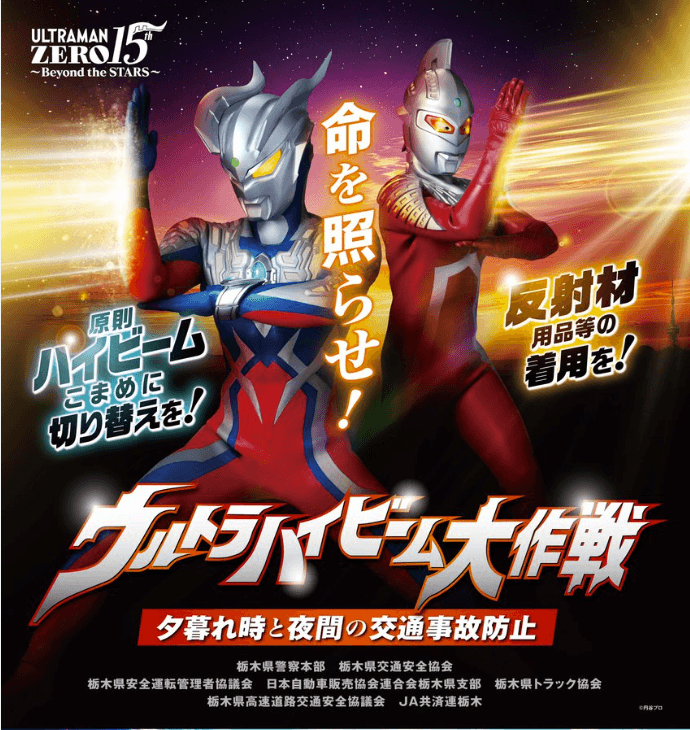 ULTRAMAN
ZERO 15th
～Beyond the STARS～
命を照らせ！
原則
ハイビーム
こまめに
切り替えを！
反射材
用品等の
着用を！
ウルトラハイビーム大作戦
夕暮れ時と夜間の交通事故防止
栃木県警察本部　栃木県交通安全協会
栃木県安全運転管理者協議会　日本自動車販売協会連合会栃木県支部　栃木県トラック協会
栃木県高速道路交通安全協議会　JA共済連栃木
©円谷プロ